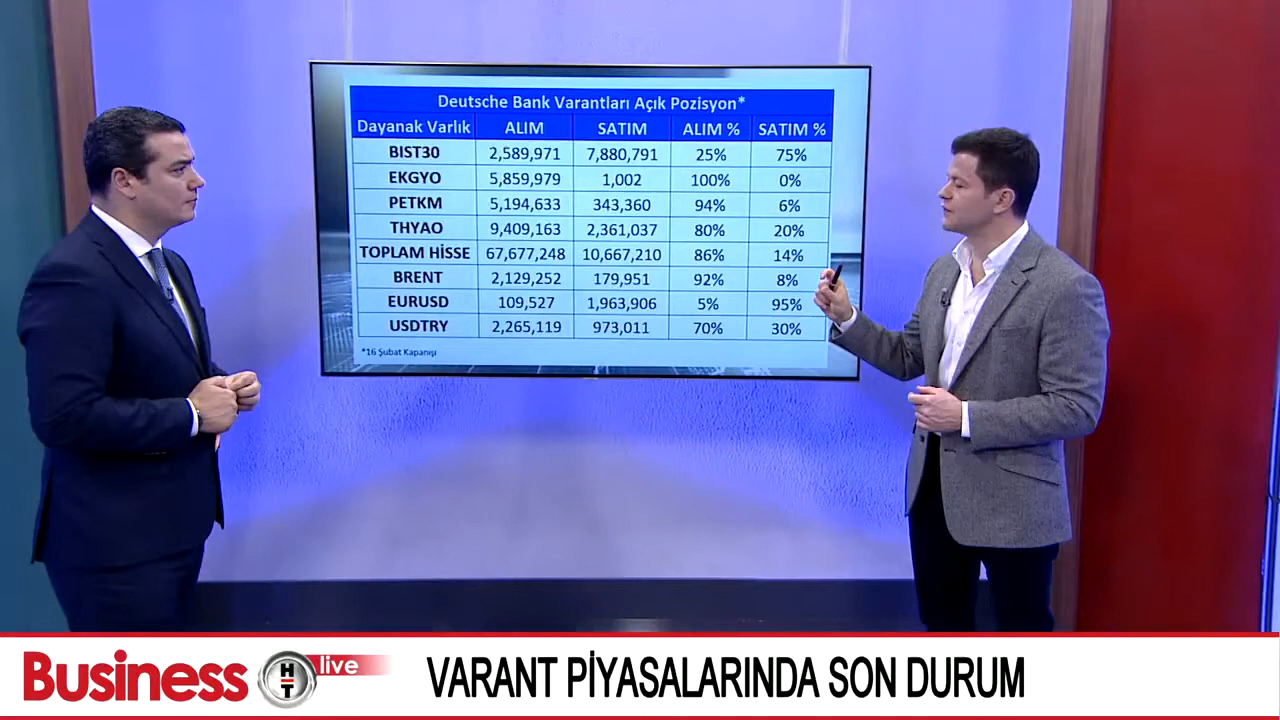 Deutsche Bank Varantları Açık Pozisyon*
Dayanak Varlık ALIM SATIM ALIM % SATIM %
BIST30 2,589,971 7,880,791 25% 75%
EKGYO 5,859,979 1,002 100% 0%
PETKM 5,194,633 343,360 94% 6%
THYAO 9,409,163 2,361,037 80% 20%
TOPLAM HİSSE 67,677,248 10,667,210 86% 14%
BRENT 2,129,252 179,951 92% 8%
EURUSD 109,527 1,963,906 5% 95%
USDTRY 2,265,119 973,011 70% 30%
*16 Şubat Kapanışı
Business HT live
VARANT PİYASALARINDA SON DURUM